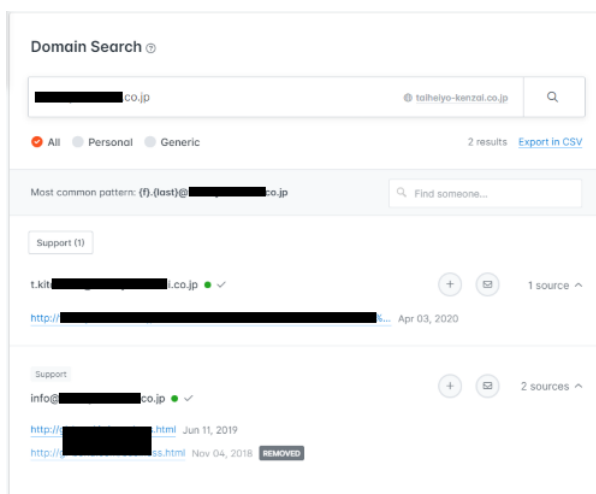 Domain Search
.co.jp
taiheiyo-kenzai.co.jp
All Personal Generic
2 results Export in CSV
Most common pattern: {f}.{last}@ co.jp
Find someone...
Support (1)
t.kit i.co.jp
1 source
http:// %... Apr 03, 2020
Support
info@ co.jp
2 sources
http://g .html Jun 11, 2019
http://g ss.html Nov 04, 2018 REMOVED